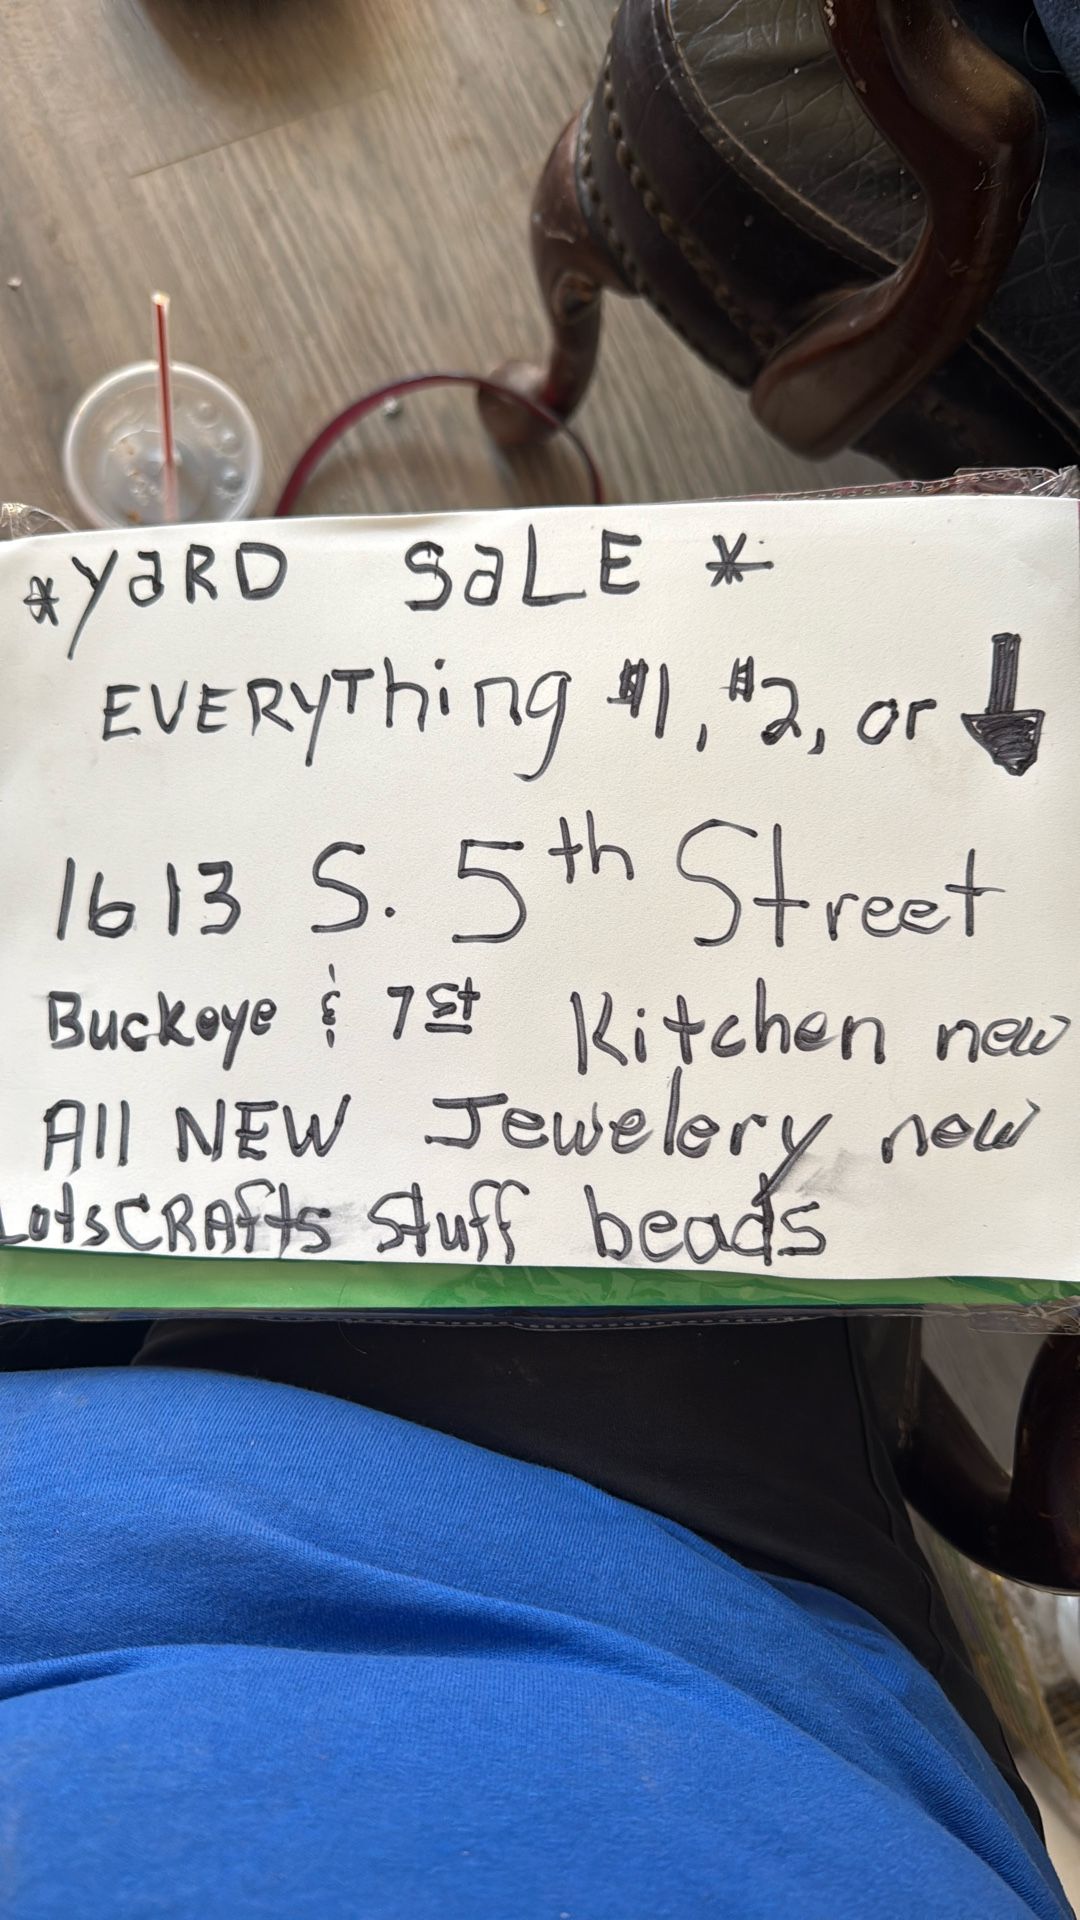 *YaRD SaLE *
EVERYThing $1, $2, or ↓
1613 S. 5th Street
Buckeye & 7st Kitchen new
All NEW Jewelery new
LotsCRAfts Stuff beads